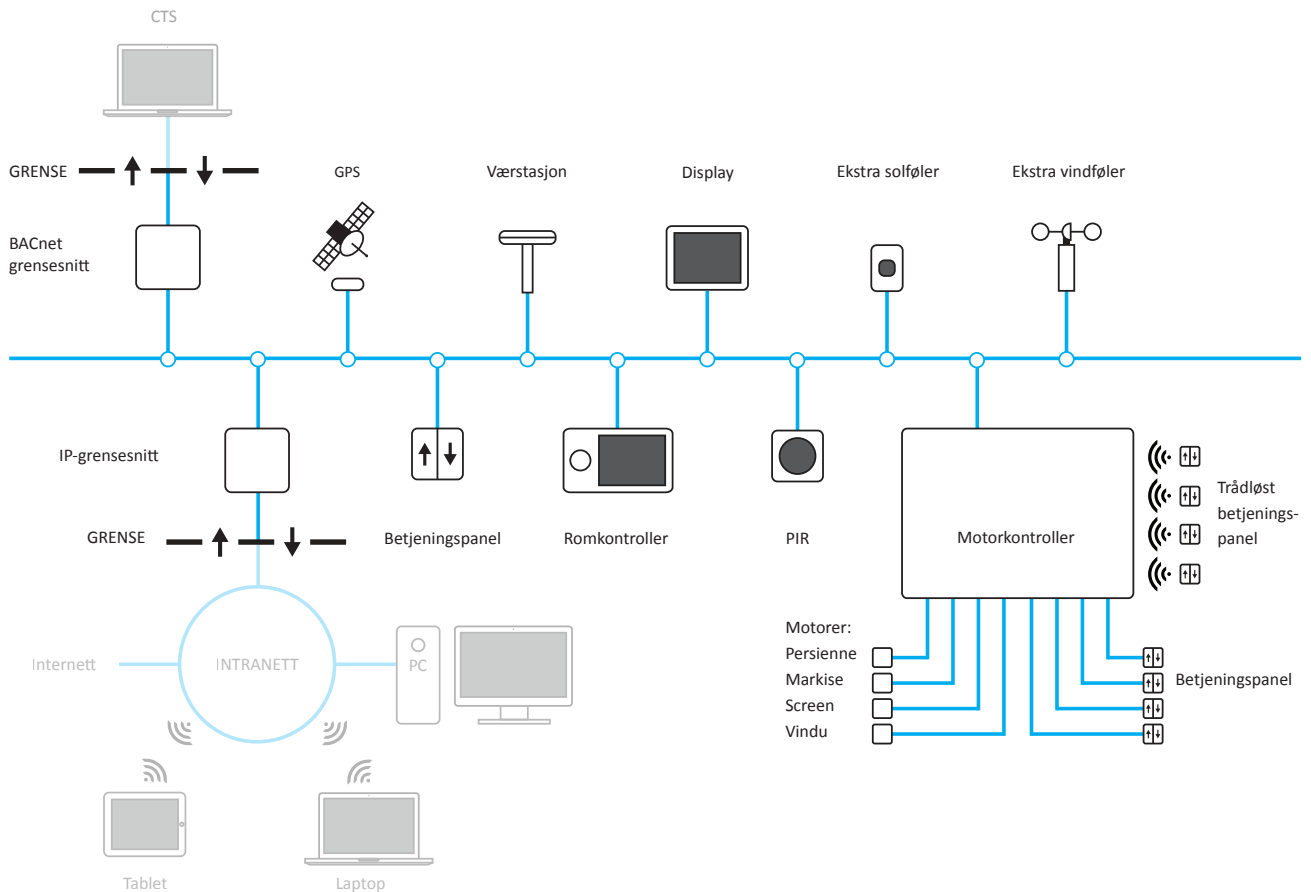 CTS
GRENSE
GPS
Værstasjon
Display
Ekstra solføler
Ekstra vindføler
BACnet
grensesnitt
IP-grensesnitt
GRENSE
Betjeningspanel
Romkontroller
PIR
Motorkontroller
Trådløst
betjenings-
panel
Internett
INTRANETT
PC
Motorer:
Persienne
Markise
Screen
Vindu
Betjeningspanel
Tablet
Laptop